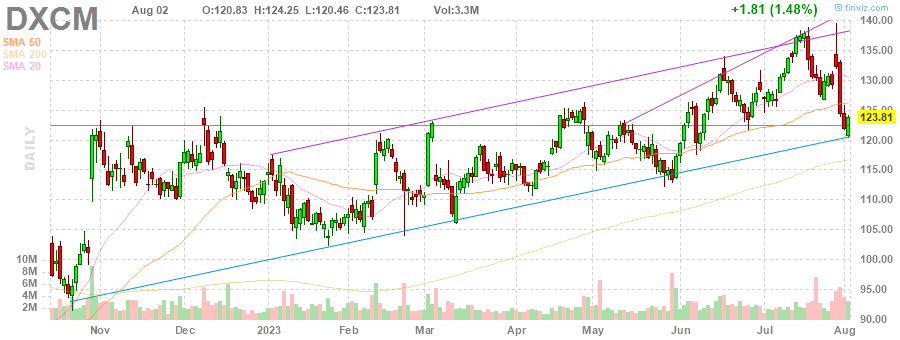 DXCM Aug 02 O:120.83 H:124.25 L:120.46 C:123.81 Vol:3.3M +1.81 (1.48%) © finviz.com
SMA 50
SMA 200
SMA 20
DAILY
140.00
135.00
130.00
125.00
123.81
120.00
115.00
110.00
105.00
100.00
95.00
90.00
10M
8M
6M
4M
2M
Nov Dec 2023 Feb Mar Apr May Jun Jul Aug